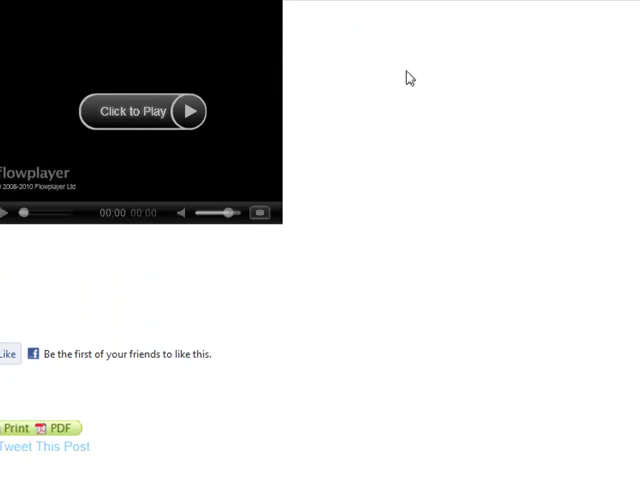 Click to Play
flowplayer
© 2008-2010 Flowplayer Ltd
00:00 00:00
Like Be the first of your friends to like this.
Print PDF
Tweet This Post